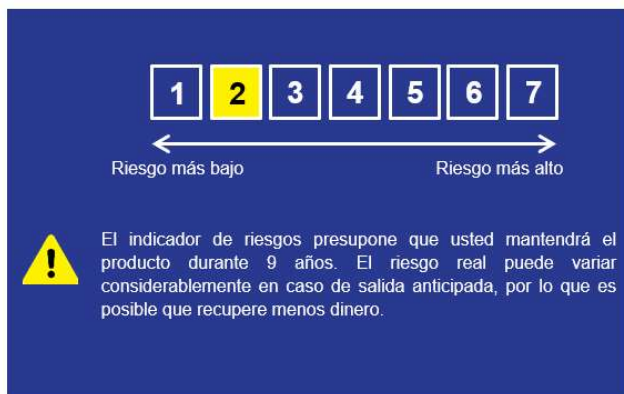 1 2 3 4 5 6 7
Riesgo más bajo Riesgo más alto
El indicador de riesgos presupone que usted mantendrá el
producto durante 9 años. El riesgo real puede variar
considerablemente en caso de salida anticipada, por lo que es
posible que recupere menos dinero.